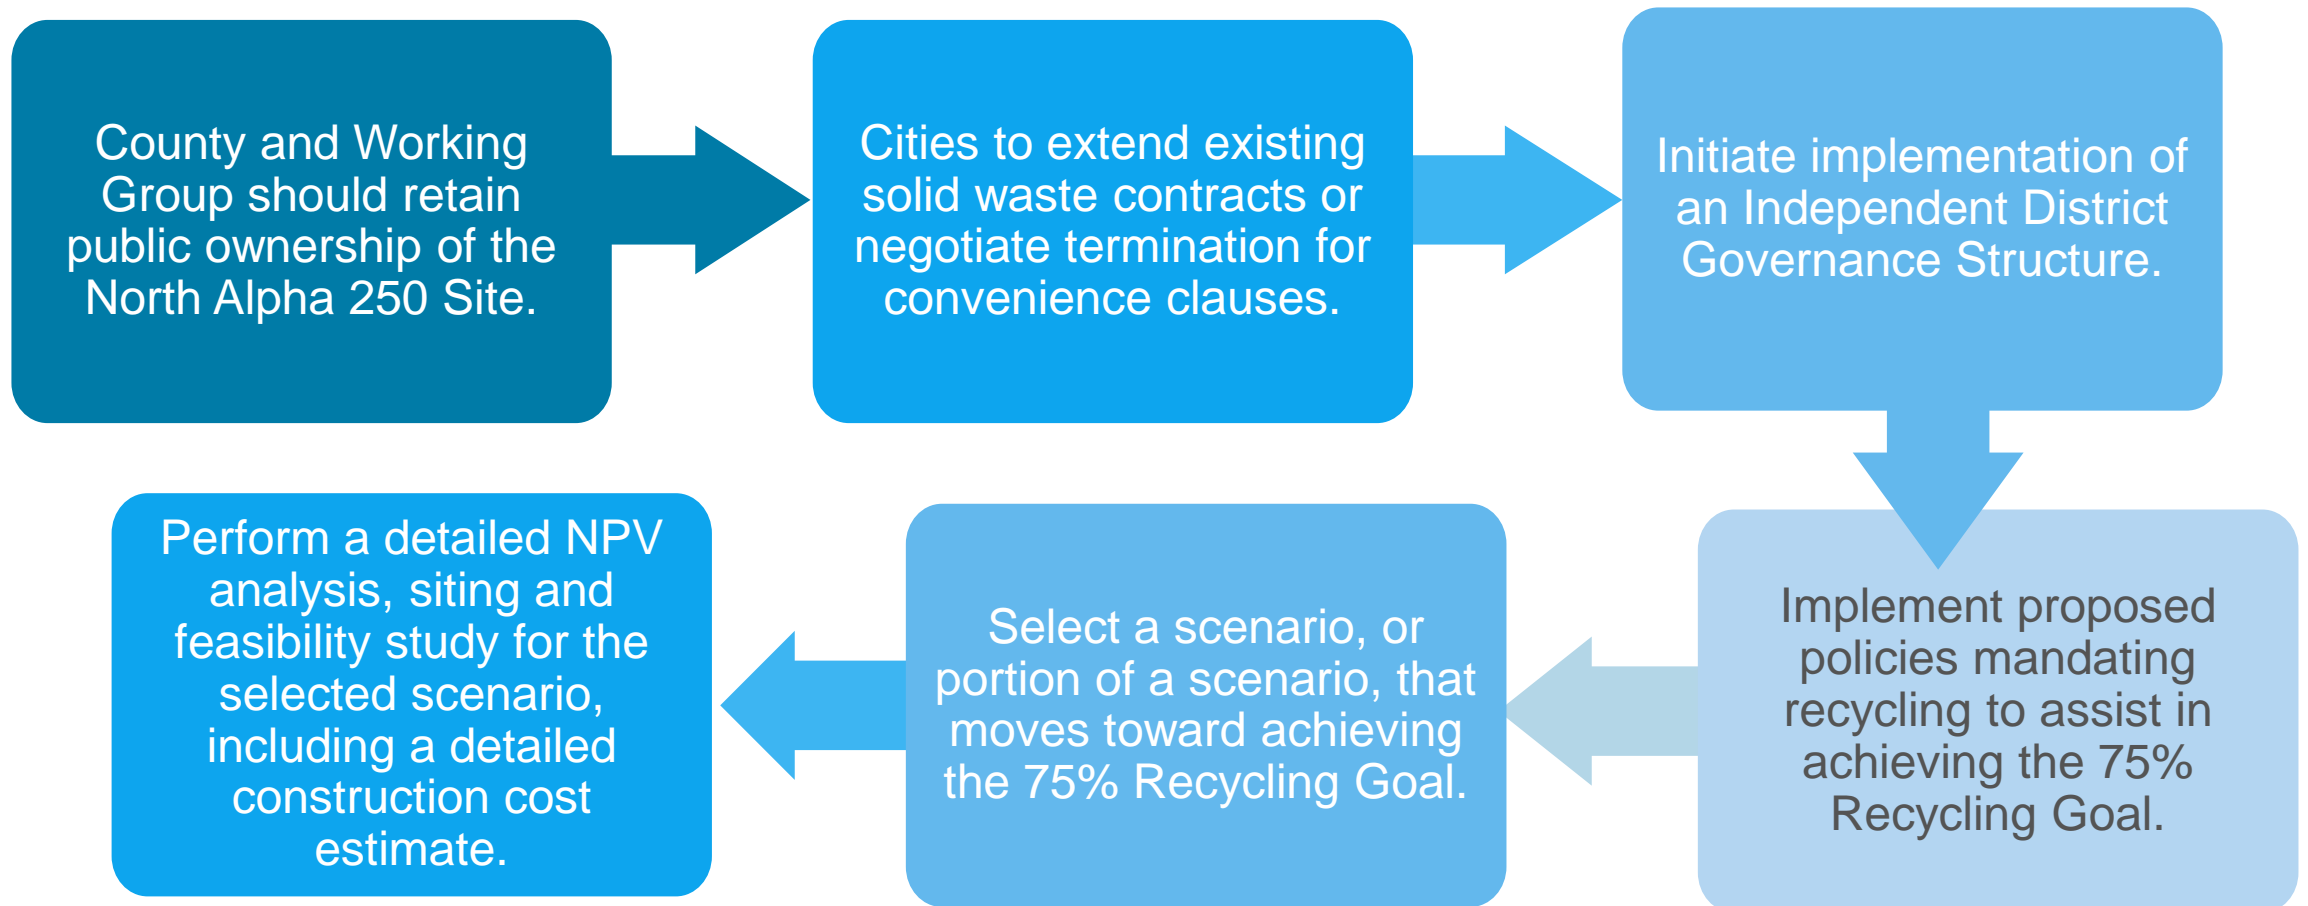 County and Working
Group should retain
public ownership of the
North Alpha 250 Site.
Cities to extend existing
solid waste contracts or
negotiate termination for
convenience clauses.
Initiate implementation of
an Independent District
Governance Structure.
Implement proposed
policies mandating
recycling to assist in
achieving the 75%
Recycling Goal.
Select a scenario, or
portion of a scenario, that
moves toward achieving
the 75% Recycling Goal.
Perform a detailed NPV
analysis, siting and
feasibility study for the
selected scenario,
including a detailed
construction cost
estimate.